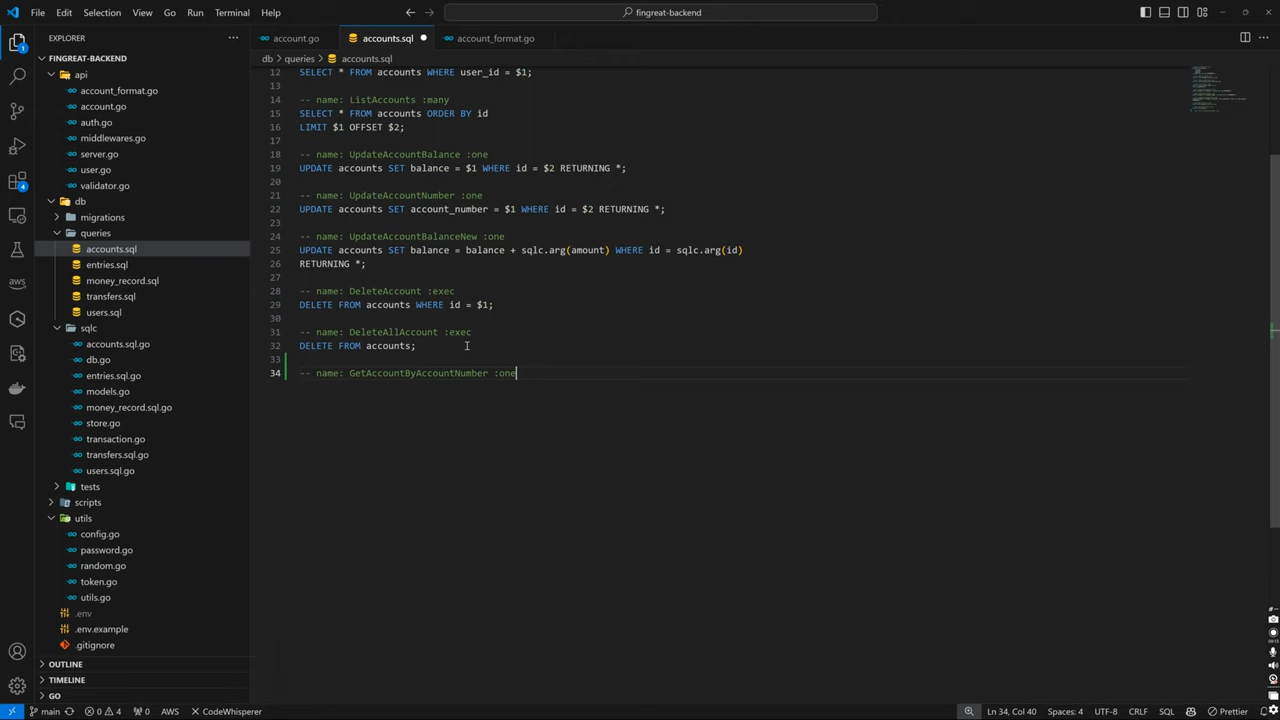 File Edit Selection View Go Run Terminal Help
fingreat-backend
EXPLORER
account.go
accounts.sql
account_format.go
FINGREAT-BACKEND
db
queries
accounts.sql
api
account_format.go
account.go
auth.go
middlewares.go
server.go
user.go
validator.go
db
migrations
queries
accounts.sql
entries.sql
money_record.sql
transfers.sql
users.sql
sqlc
accounts.sql.go
db.go
entries.sql.go
models.go
money_record.sql.go
store.go
transaction.go
transfers.sql.go
users.sql.go
tests
scripts
utils
config.go
password.go
random.go
token.go
utils.go
.env
.env.example
.gitignore
OUTLINE
TIMELINE
GO
1
4
aws
12 SELECT * FROM accounts WHERE user_id = $1;
13
14 -- name: ListAccounts :many
15 SELECT * FROM accounts ORDER BY id
16 LIMIT $1 OFFSET $2;
17
18 -- name: UpdateAccountBalance :one
19 UPDATE accounts SET balance = $1 WHERE id = $2 RETURNING *;
20
21 -- name: UpdateAccountNumber :one
22 UPDATE accounts SET account_number = $1 WHERE id = $2 RETURNING *;
23
24 -- name: UpdateAccountBalanceNew :one
25 UPDATE accounts SET balance = balance + sqlc.arg(amount) WHERE id = sqlc.arg(id)
26 RETURNING *;
27
28 -- name: DeleteAccount :exec
29 DELETE FROM accounts WHERE id = $1;
30
31 -- name: DeleteAllAccount :exec
32 DELETE FROM accounts;
33
34 -- name: GetAccountByAccountNumber :one
main 0 4 0 AWS CodeWhisperer
Ln 34, Col 40 Spaces: 4 UTF-8 CRLF SQL Prettier